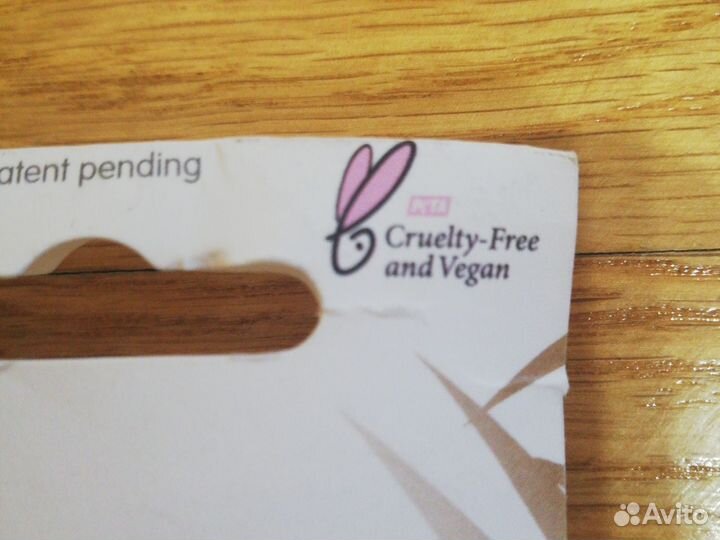 atent pending
PETA
Cruelty-Free
and Vegan
Avito